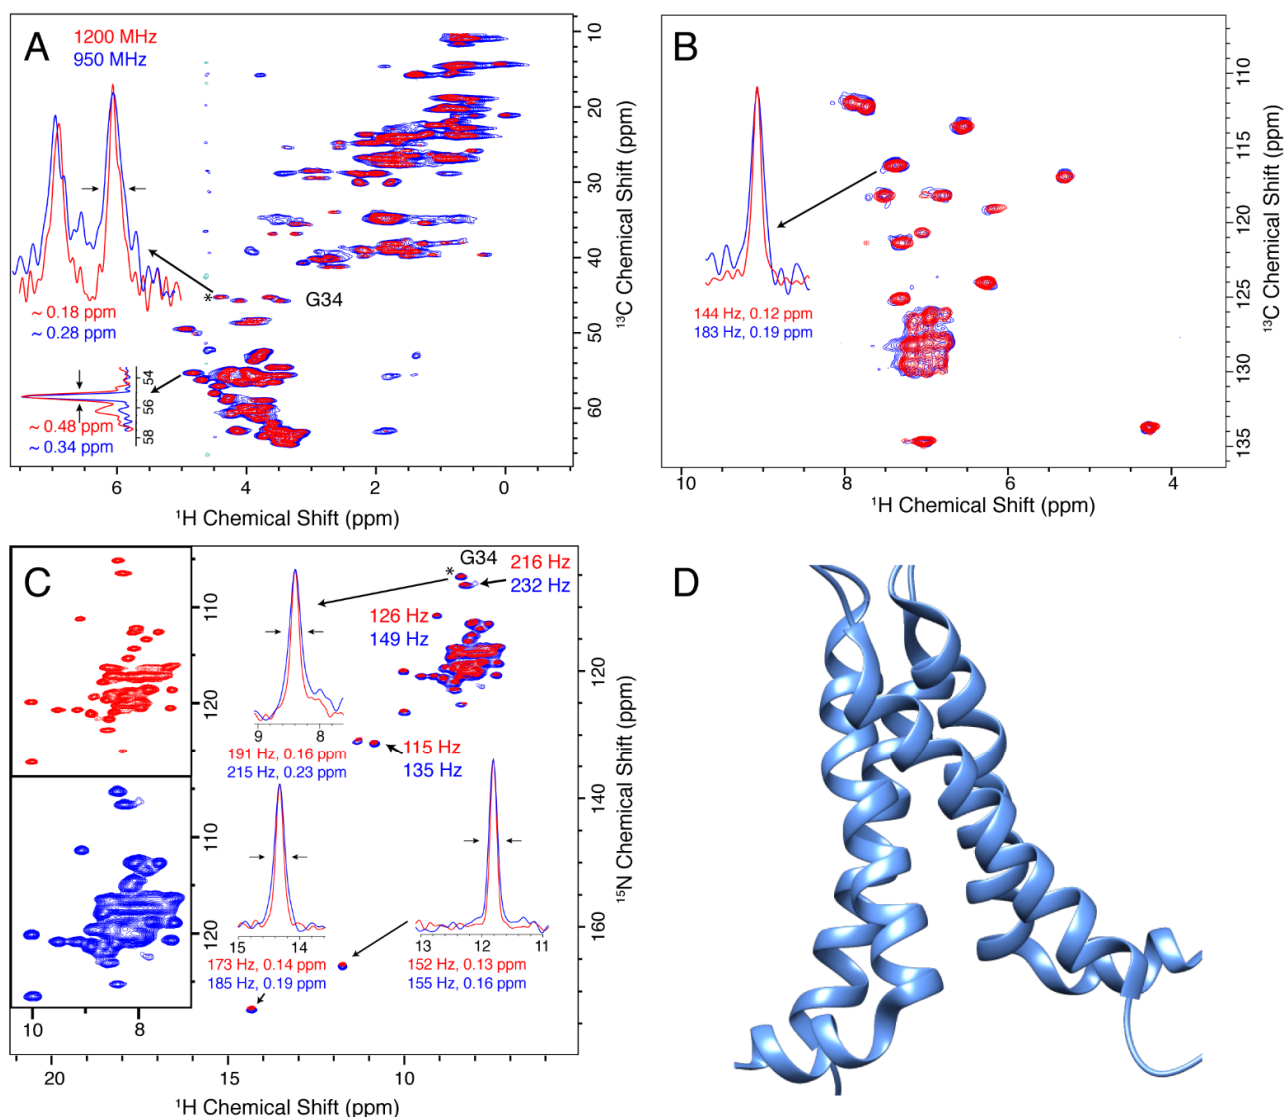 A
1200 MHz
950 MHz
* G34
~ 0.18 ppm
~ 0.28 ppm
54
56
58
~ 0.48 ppm
~ 0.34 ppm
10
20
30
40
50
60
¹³C Chemical Shift (ppm)
6 4 2 0
¹H Chemical Shift (ppm)
B
144 Hz, 0.12 ppm
183 Hz, 0.19 ppm
110
115
120
125
130
135
¹³C Chemical Shift (ppm)
10 8 6 4
¹H Chemical Shift (ppm)
C
110
120
110
120
10 8
* G34
216 Hz
232 Hz
126 Hz
149 Hz
9 8
191 Hz, 0.16 ppm
215 Hz, 0.23 ppm
115 Hz
135 Hz
15 14
173 Hz, 0.14 ppm
185 Hz, 0.19 ppm
13 12 11
152 Hz, 0.13 ppm
155 Hz, 0.16 ppm
120
140
160
¹⁵N Chemical Shift (ppm)
20 15 10
¹H Chemical Shift (ppm)
D